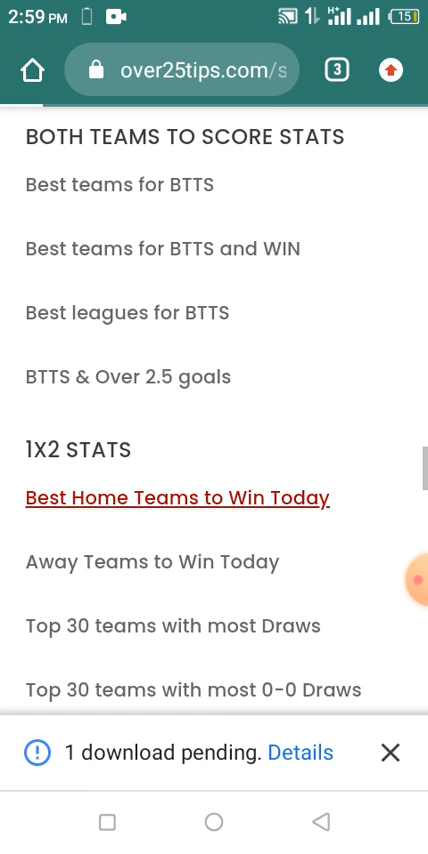 2:59 PM H+ 15
over25tips.com/s 3
BOTH TEAMS TO SCORE STATS
Best teams for BTTS
Best teams for BTTS and WIN
Best leagues for BTTS
BTTS & Over 2.5 goals
1X2 STATS
Best Home Teams to Win Today
Away Teams to Win Today
Top 30 teams with most Draws
Top 30 teams with most 0-0 Draws
1 download pending. Details